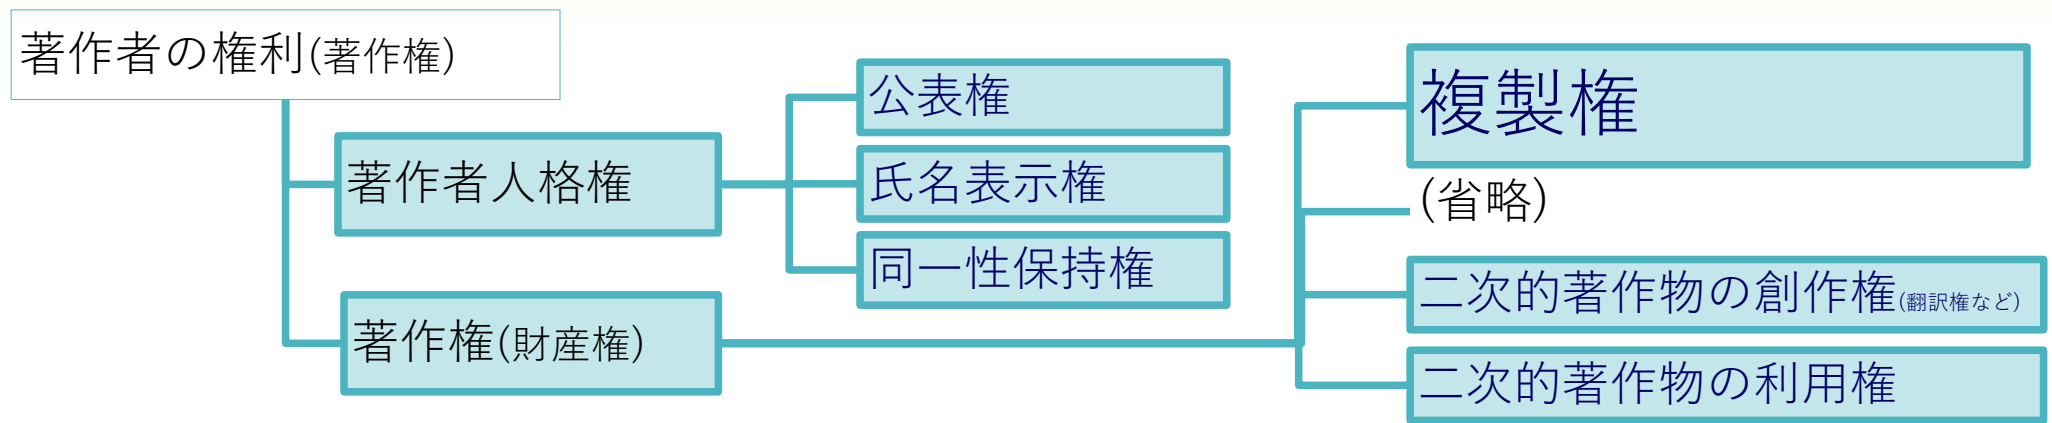 著作者の権利(著作権)
著作者人格権
公表権
氏名表示権
同一性保持権
著作権(財産権)
複製権
(省略)
二次的著作物の創作権(翻訳権など)
二次的著作物の利用権